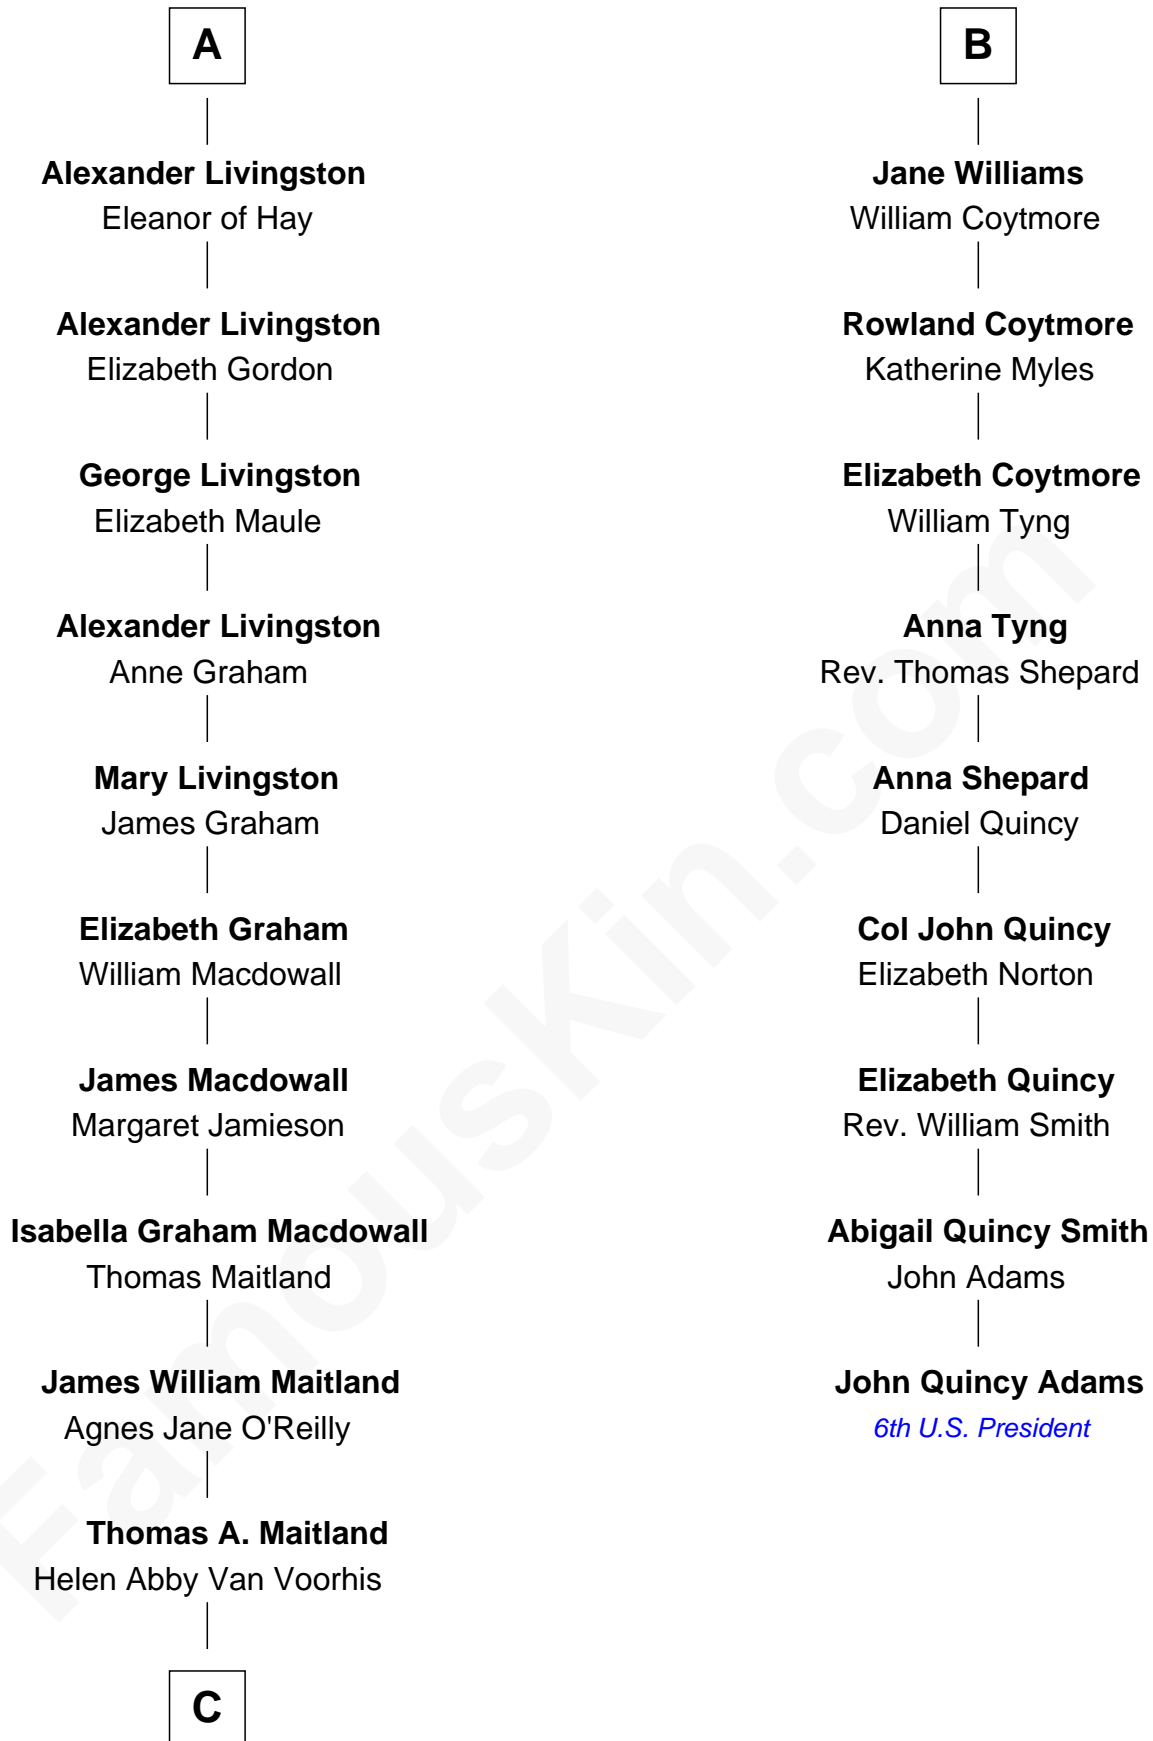 A
Alexander Livingston
Eleanor of Hay
Alexander Livingston
Elizabeth Gordon
George Livingston
Elizabeth Maule
Alexander Livingston
Anne Graham
Mary Livingston
James Graham
Elizabeth Graham
William Macdowall
James Macdowall
Margaret Jamieson
Isabella Graham Macdowall
Thomas Maitland
James William Maitland
Agnes Jane O'Reilly
Thomas A. Maitland
Helen Abby Van Voorhis
C
B
Jane Williams
William Coytmore
Rowland Coytmore
Katherine Myles
Elizabeth Coytmore
William Tyng
Anna Tyng
Rev. Thomas Shepard
Anna Shepard
Daniel Quincy
Col John Quincy
Elizabeth Norton
Elizabeth Quincy
Rev. William Smith
Abigail Quincy Smith
John Adams
John Quincy Adams
6th U.S. President
FamousKin.com